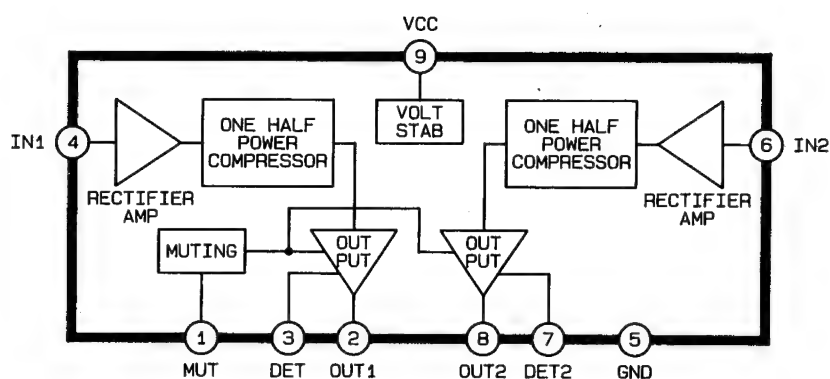 VCC
9
VOLT
STAB
IN1
4
ONE HALF
POWER
COMPRESSOR
RECTIFIER
AMP
ONE HALF
POWER
COMPRESSOR
6
IN2
RECTIFIER
AMP
MUTING
OUT
PUT
OUT
PUT
1
3
2
8
7
5
MUT
DET
OUT1
OUT2
DET2
GND